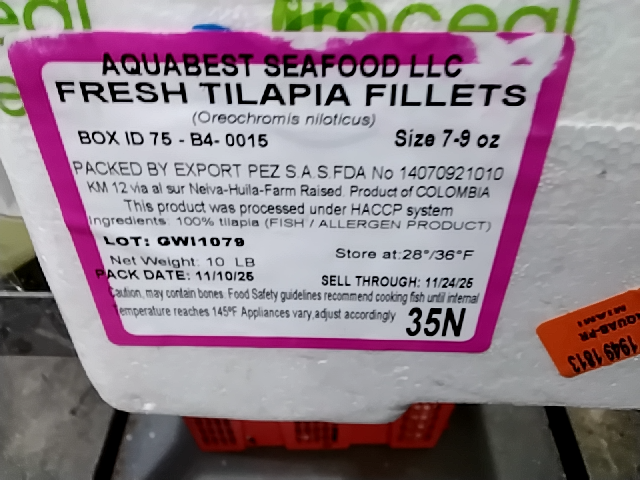 AQUABEST SEAFOOD LLC
FRESH TILAPIA FILLETS
(Oreochromis niloticus)
BOX ID 75 - B4- 0015 Size 7-9 oz
PACKED BY EXPORT PEZ S.A.S.FDA No 14070921010
KM 12 via al sur Neiva-Huila-Farm Raised. Product of COLOMBIA
This product was processed under HACCP system
Ingredients: 100% tilapia (FISH / ALLERGEN PRODUCT)
LOT: GWI1079
Store at:28°/36°F
Net Weight: 10 LB
PACK DATE: 11/10/25 SELL THROUGH: 11/24/25
Caution, may contain bones. Food Safety guidelines recommend cooking fish until internal
Temperature reaches 145ºF Appliances vary,adjust accordingly
35N
AQUAB-FR
MIAMI
1949 1813